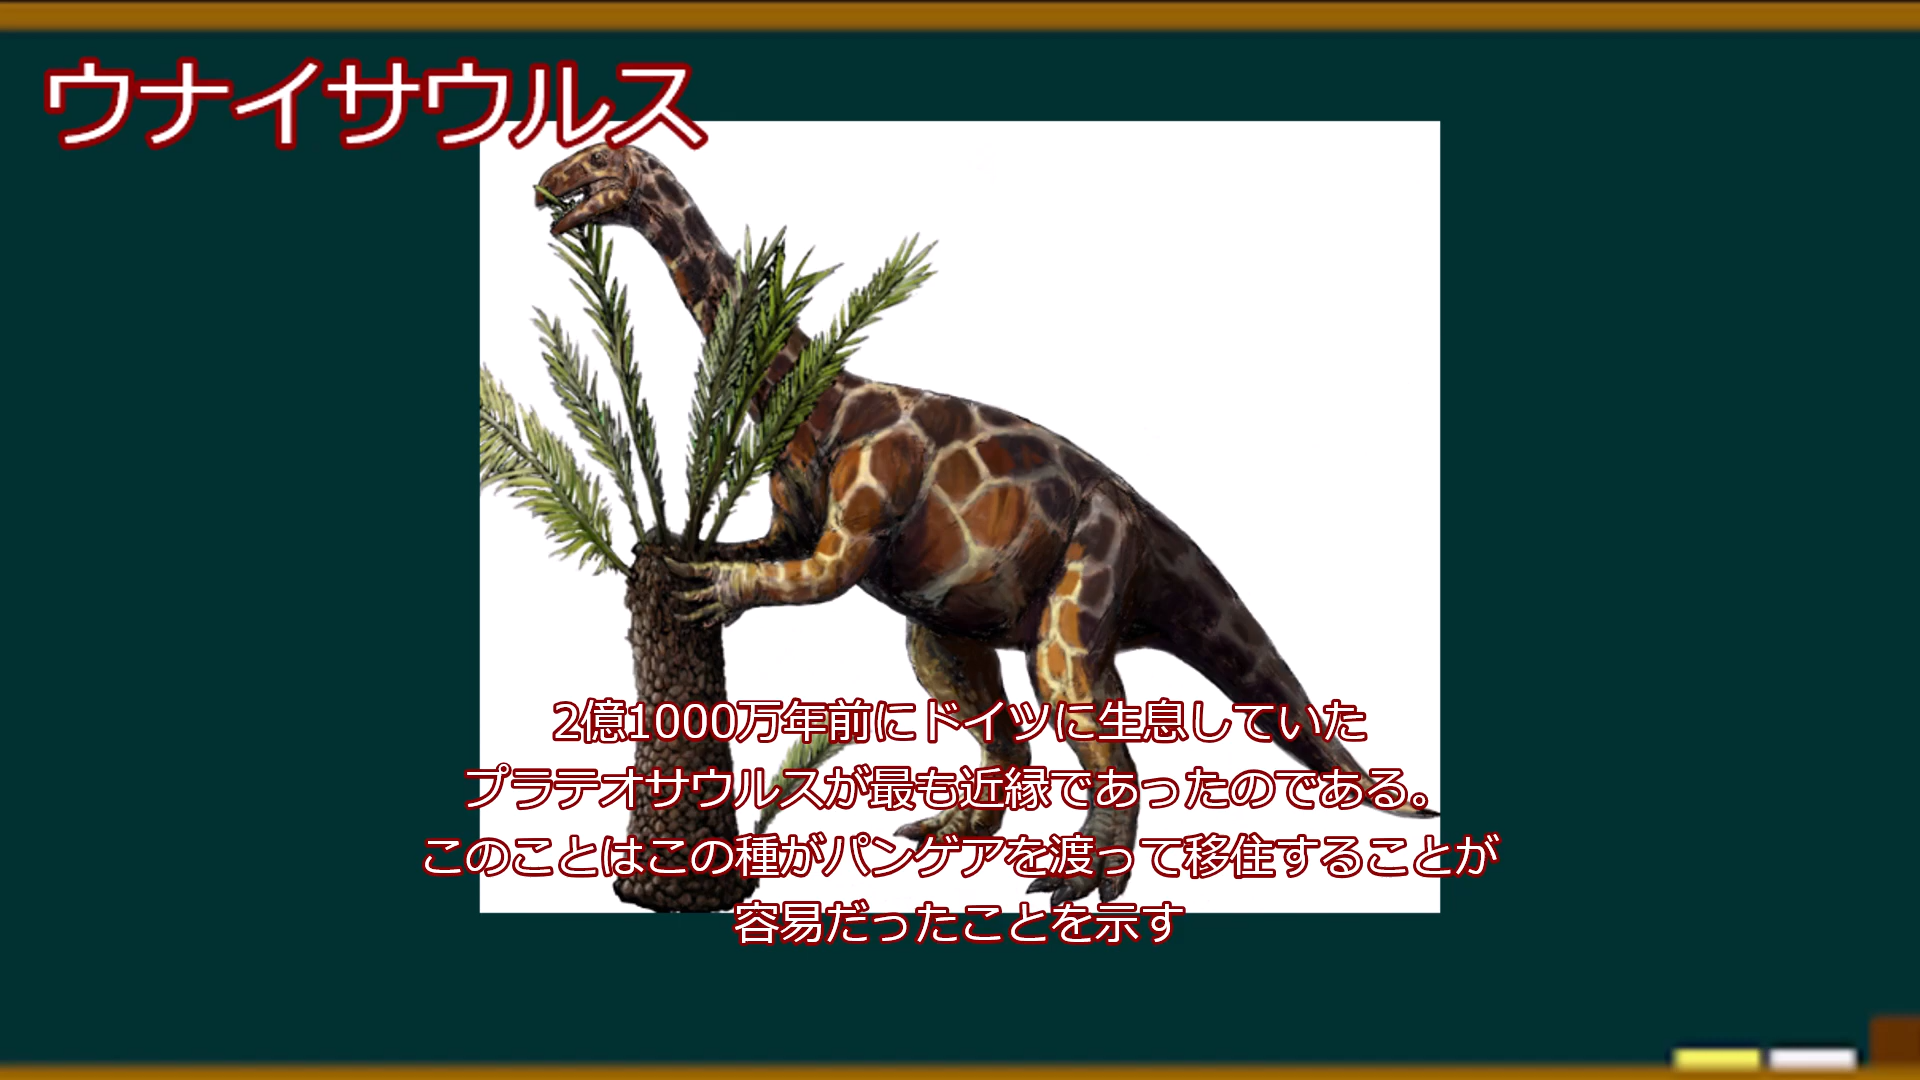 ウナイサウルス
2億1000万年前にドイツに生息していた
プラテオサウルスが最も近縁であったのである。
このことはこの種がパンゲアを渡って移住することが
容易だったことを示す